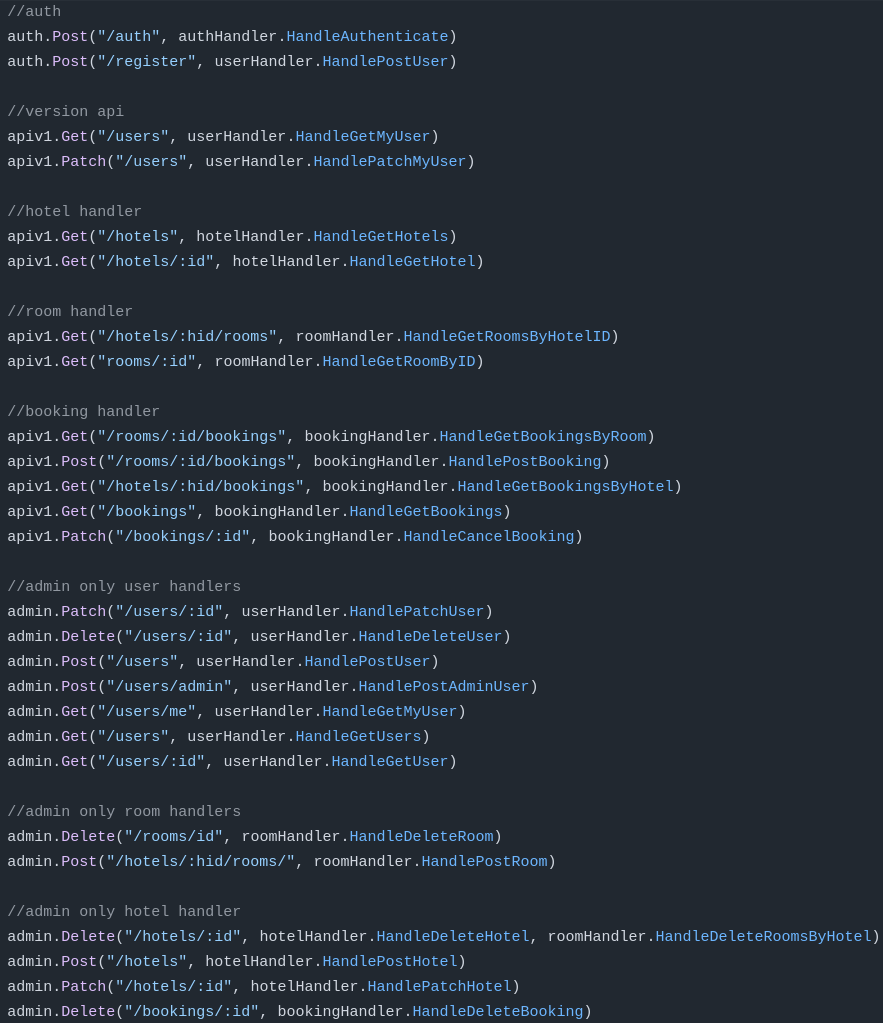 //auth
auth.Post("/auth", authHandler.HandleAuthenticate)
auth.Post("/register", userHandler.HandlePostUser)

//version api
apiv1.Get("/users", userHandler.HandleGetMyUser)
apiv1.Patch("/users", userHandler.HandlePatchMyUser)

//hotel handler
apiv1.Get("/hotels", hotelHandler.HandleGetHotels)
apiv1.Get("/hotels/:id", hotelHandler.HandleGetHotel)

//room handler
apiv1.Get("/hotels/:hid/rooms", roomHandler.HandleGetRoomsByHotelID)
apiv1.Get("rooms/:id", roomHandler.HandleGetRoomByID)

//booking handler
apiv1.Get("/rooms/:id/bookings", bookingHandler.HandleGetBookingsByRoom)
apiv1.Post("/rooms/:id/bookings", bookingHandler.HandlePostBooking)
apiv1.Get("/hotels/:hid/bookings", bookingHandler.HandleGetBookingsByHotel)
apiv1.Get("/bookings", bookingHandler.HandleGetBookings)
apiv1.Patch("/bookings/:id", bookingHandler.HandleCancelBooking)

//admin only user handlers
admin.Patch("/users/:id", userHandler.HandlePatchUser)
admin.Delete("/users/:id", userHandler.HandleDeleteUser)
admin.Post("/users", userHandler.HandlePostUser)
admin.Post("/users/admin", userHandler.HandlePostAdminUser)
admin.Get("/users/me", userHandler.HandleGetMyUser)
admin.Get("/users", userHandler.HandleGetUsers)
admin.Get("/users/:id", userHandler.HandleGetUser)

//admin only room handlers
admin.Delete("/rooms/id", roomHandler.HandleDeleteRoom)
admin.Post("/hotels/:hid/rooms/", roomHandler.HandlePostRoom)

//admin only hotel handler
admin.Delete("/hotels/:id", hotelHandler.HandleDeleteHotel, roomHandler.HandleDeleteRoomsByHotel)
admin.Post("/hotels", hotelHandler.HandlePostHotel)
admin.Patch("/hotels/:id", hotelHandler.HandlePatchHotel)
admin.Delete("/bookings/:id", bookingHandler.HandleDeleteBooking)